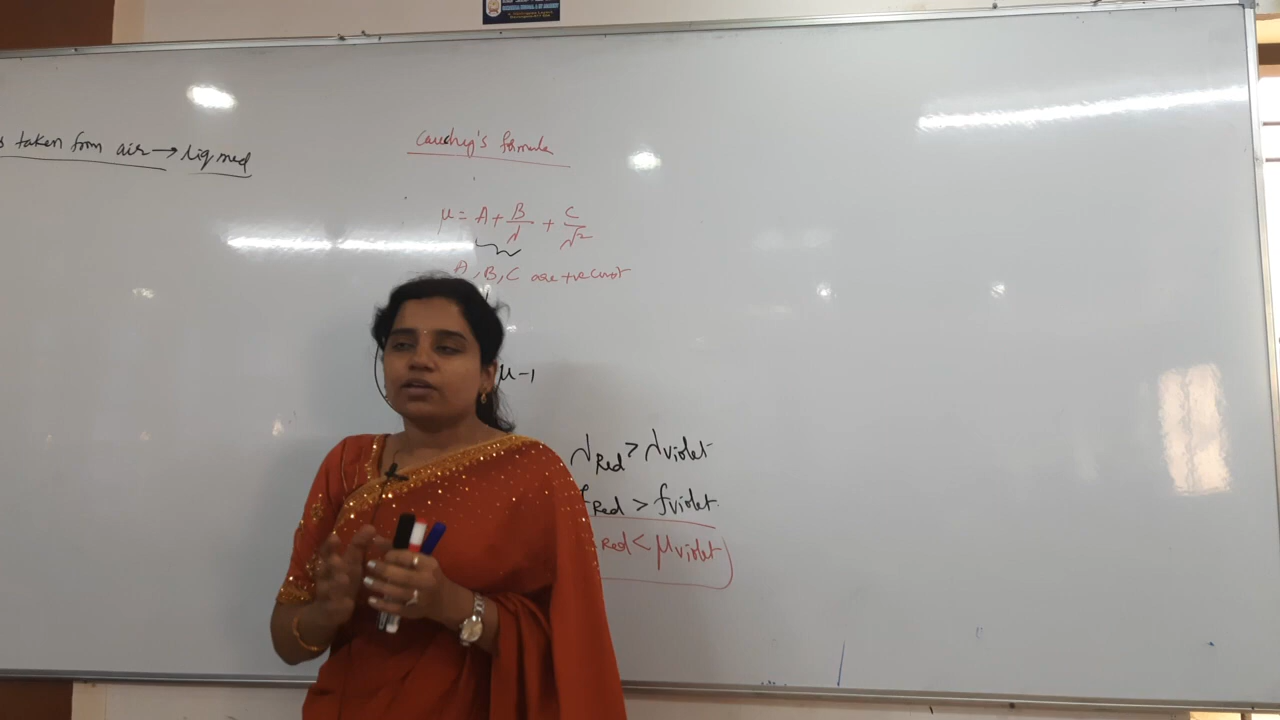 taken from air → liq med
Cauchy's formula
μ = A + B/λ + C/λ²
A, B, C are +ve const
μ-1
λRed > λviolet
fRed > fviolet
Red < μviolet